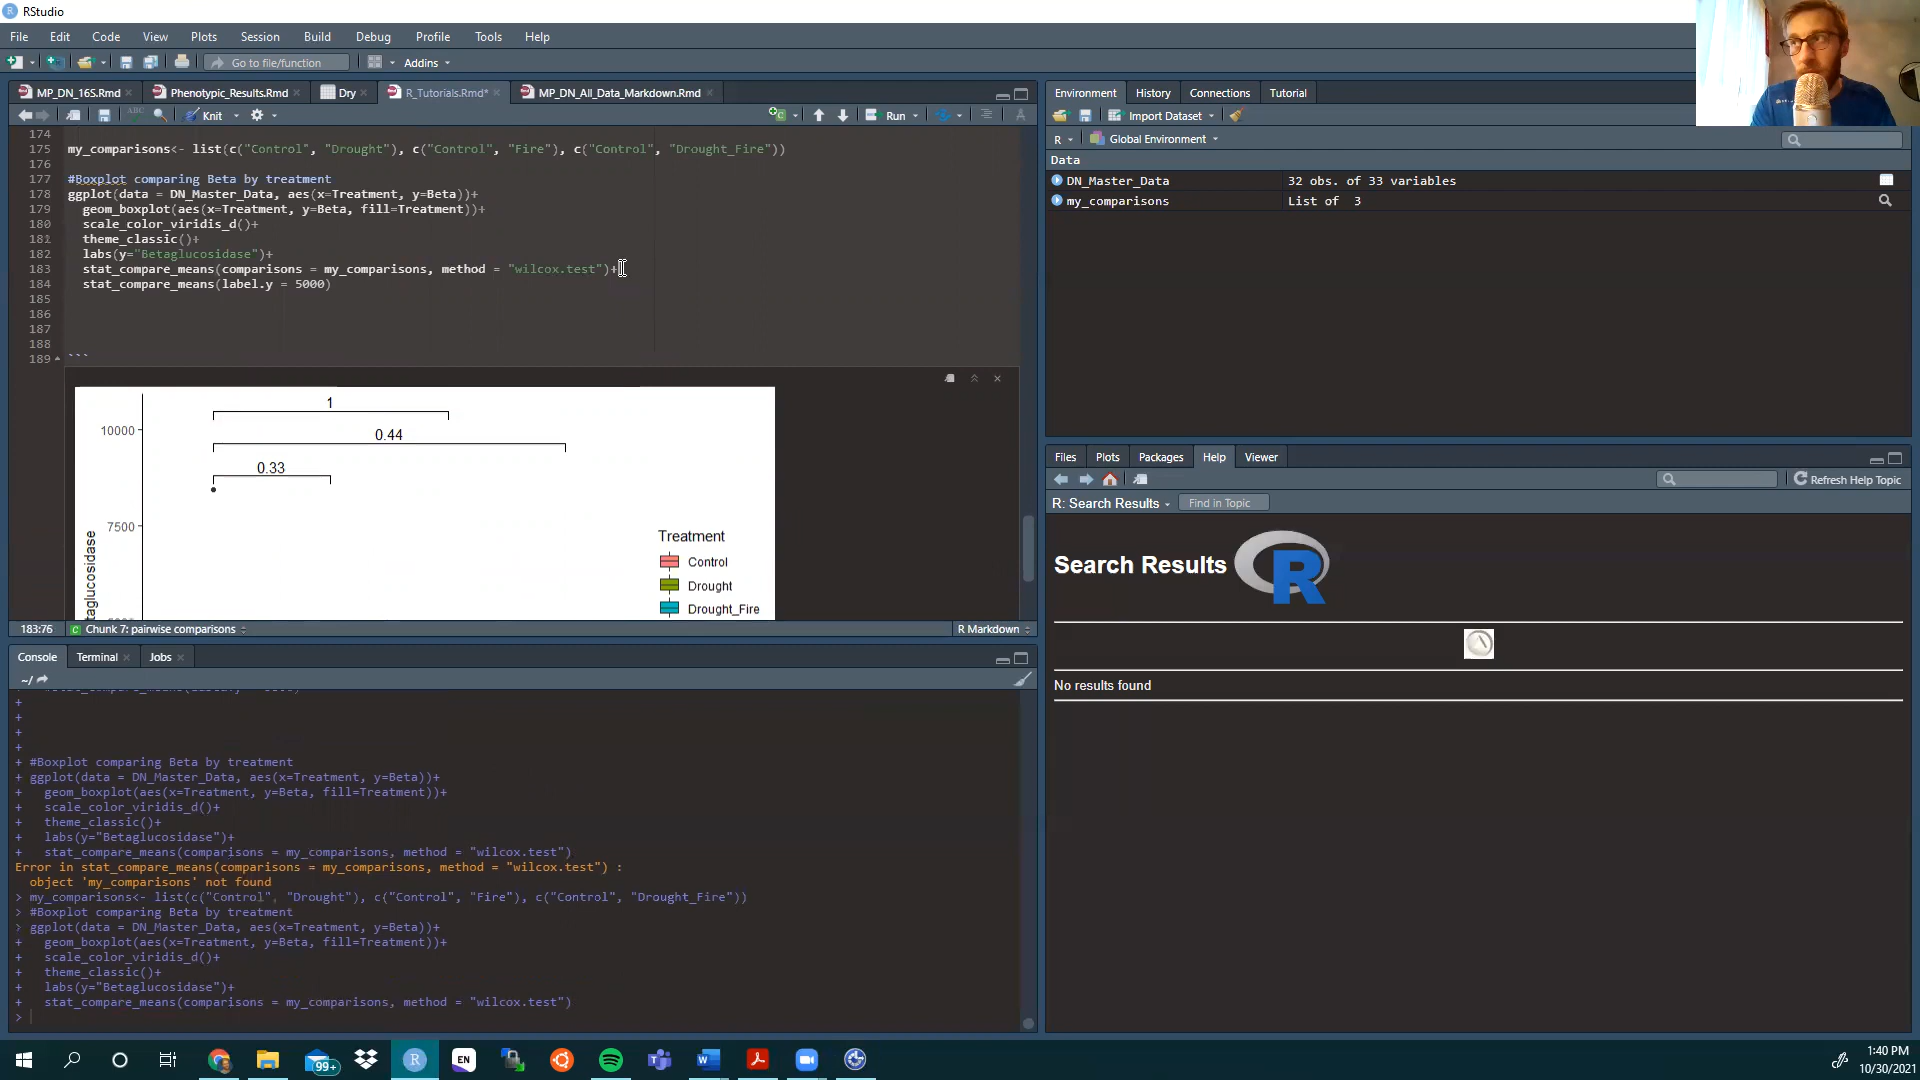 RStudio
File Edit Code View Plots Session Build Debug Profile Tools Help
Go to file/function Addins
MP_DN_16S.Rmd Phenotypic_Results.Rmd Dry R_Tutorials.Rmd* MP_DN_All_Data_Markdown.Rmd
ABC Knit Run
174
175 my_comparisons<- list(c("Control", "Drought"), c("Control", "Fire"), c("Control", "Drought_Fire"))
176
177 #Boxplot comparing Beta by treatment
178 ggplot(data = DN_Master_Data, aes(x=Treatment, y=Beta))+
179 geom_boxplot(aes(x=Treatment, y=Beta, fill=Treatment))+
180 scale_color_viridis_d()+
181 theme_classic()+
182 labs(y="Betaglucosidase")+
183 stat_compare_means(comparisons = my_comparisons, method = "wilcox.test")+
184 stat_compare_means(label.y = 5000)
185
186
187
188
189 ```
1
10000
0.44
0.33
7500
taglucosidase
Treatment
Control
Drought
Drought_Fire
183:76 Chunk 7: pairwise comparisons R Markdown
Console Terminal Jobs
~/
+
+
+
+
+ #Boxplot comparing Beta by treatment
+ ggplot(data = DN_Master_Data, aes(x=Treatment, y=Beta))+
+ geom_boxplot(aes(x=Treatment, y=Beta, fill=Treatment))+
+ scale_color_viridis_d()+
+ theme_classic()+
+ labs(y="Betaglucosidase")+
+ stat_compare_means(comparisons = my_comparisons, method = "wilcox.test")
Error in stat_compare_means(comparisons = my_comparisons, method = "wilcox.test") :
object 'my_comparisons' not found
> my_comparisons<- list(c("Control", "Drought"), c("Control", "Fire"), c("Control", "Drought_Fire"))
> #Boxplot comparing Beta by treatment
> ggplot(data = DN_Master_Data, aes(x=Treatment, y=Beta))+
+ geom_boxplot(aes(x=Treatment, y=Beta, fill=Treatment))+
+ scale_color_viridis_d()+
+ theme_classic()+
+ labs(y="Betaglucosidase")+
+ stat_compare_means(comparisons = my_comparisons, method = "wilcox.test")
>
Environment History Connections Tutorial
Import Dataset
R Global Environment
Data
DN_Master_Data 32 obs. of 33 variables
my_comparisons List of 3
Files Plots Packages Help Viewer
Refresh Help Topic
R: Search Results Find in Topic
Search Results R
No results found
99+ R EN
1:40 PM
10/30/2021